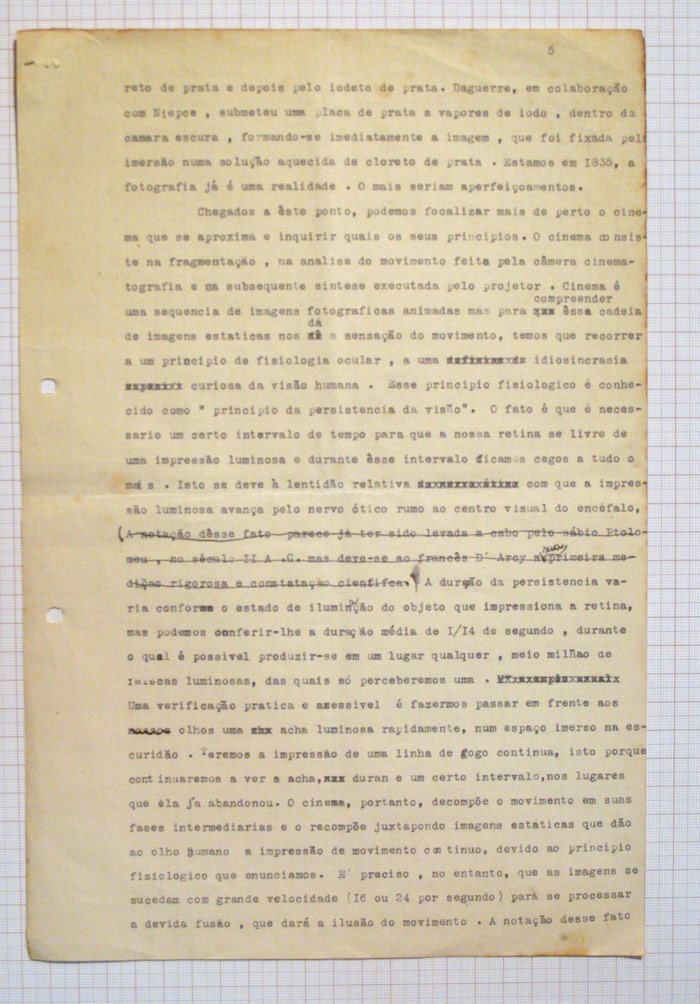 5
reto de prata e depois pelo iodeto de prata. Daguerre, em colaboração
com Niepce , submeteu uma placa de prata a vapores de iodo , dentro da
camara escura , formando-se imediatamente a imagem , que foi fixada pela
imersão numa solução aquecida de cloreto de prata . Estamos em I835, a
fotografia já é uma realidade . O mais seriam aperfeiçoamentos.
Chegados a êste ponto, podemos focalizar mais de perto o cine-
ma que se aproxima e inquirir quais os seus principios. O cinema consis-
te na fragmentação , na analise do movimento feita pela câmera cinema-
tografia e na subsequente sintese executada pelo projetor . Cinema é
compreender
uma sequencia de imagens fotograficas animadas mas para xxx êssa cadeia
dá
de imagens estaticas nos a sensação do movimento, temos que recorrer
a um principio de fisiologia ocular , a uma idiosincrasia
curiosa da visão humana . Esse principio fisiologico é conhe-
cido como " principio da persistencia da visão". O fato é que é neces-
sario um certo intervalo de tempo para que a nossa retina se livre de
uma impressão luminosa e durante êsse intervalo ficamos cegos a tudo o
mais . Isto se deve à lentidão relativa com que a impres-
são luminosa avança pelo nervo ótico rumo ao centro visual do encéfalo,
(A notação dêsse fato parece já ter sido levada a cabo pelo sábio Ptolo-
meu , no século II A .C. mas deve-se ao francês D´ Arcy a primeira me-
dição rigorosa e constatação cientifca.) A duração da persistencia va-
ria conforme o estado de iluminção do objeto que impressiona a retina,
mas podemos conferir-lhe a duração média de I/I4 de segundo , durante
o qual é possivel produzir-se em um lugar qualquer , meio milhão de
faiscas luminosas, das quais só perceberemos uma .
Uma verificação pratica e acessivel é fazermos passar em frente aos
nossos olhos uma xxx acha luminosa rapidamente, num espaço imerso na es-
curidão . Teremos a impressão de uma linha de fogo continua, isto porque
continuaremos a ver a acha, xxx duran e um certo intervalo,nos lugares
que ela já abandonou. O cinema, portanto, decompõe o movimento em suas
fases intermediarias e o recompõe juxtapondo imagens estaticas que dão
ao olho humano a impressão de movimento continuo, devido ao principio
fisiologico que enunciamos. E´ preciso , no entanto, que as imagens se
sucedam com grande velocidade (I6 ou 24 por segundo) para se processar
a devida fusão , que dará a ilusão do movimento . A notação desse fato